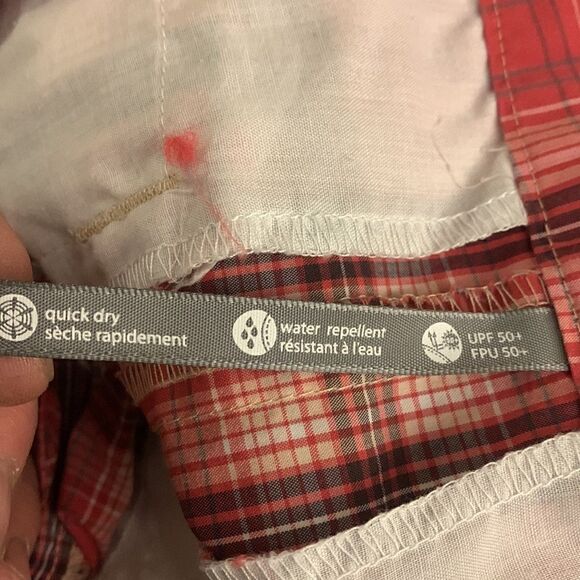 quick dry
sèche rapidement
water repellent
résistant à l'eau
UPF 50+
FPU 50+